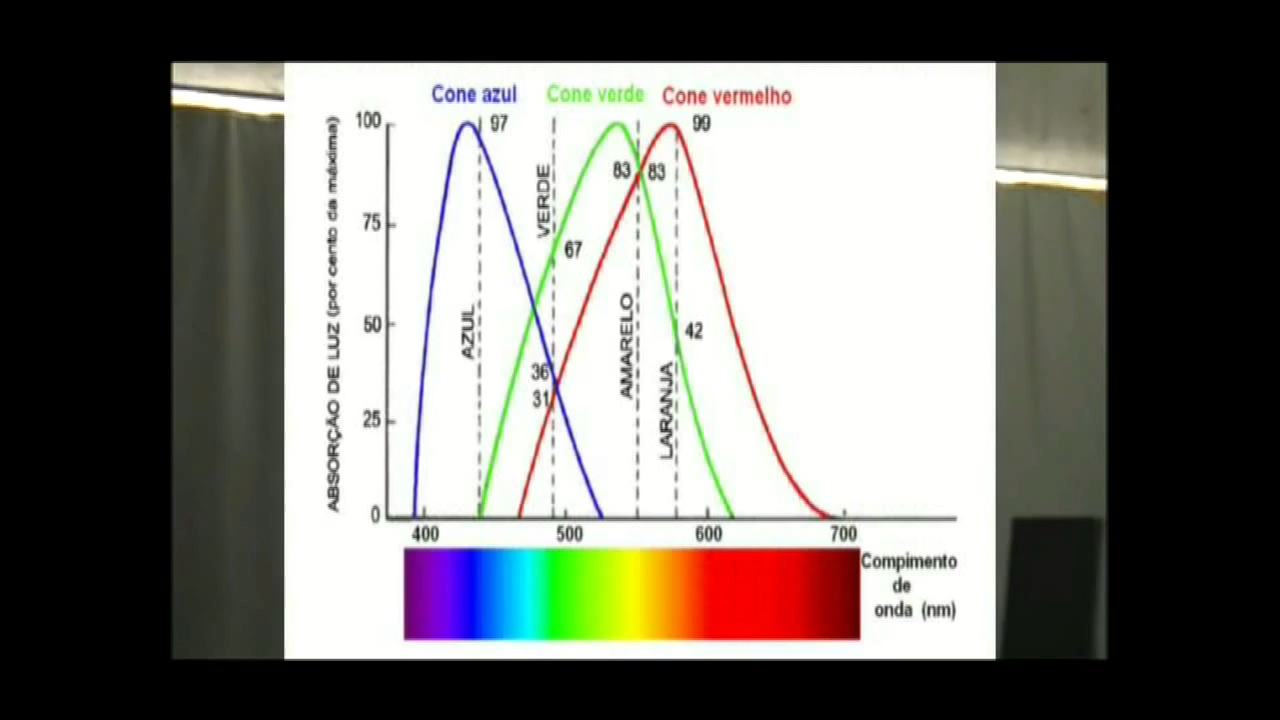 Cone azul Cone verde Cone vermelho
ABSORÇÃO DE LUZ (por cento da máxima)
100
75
50
25
0
97
99
83 83
67
42
36
31
AZUL
VERDE
AMARELO
LARANJA
400 500 600 700
Compimento
de
onda (nm)